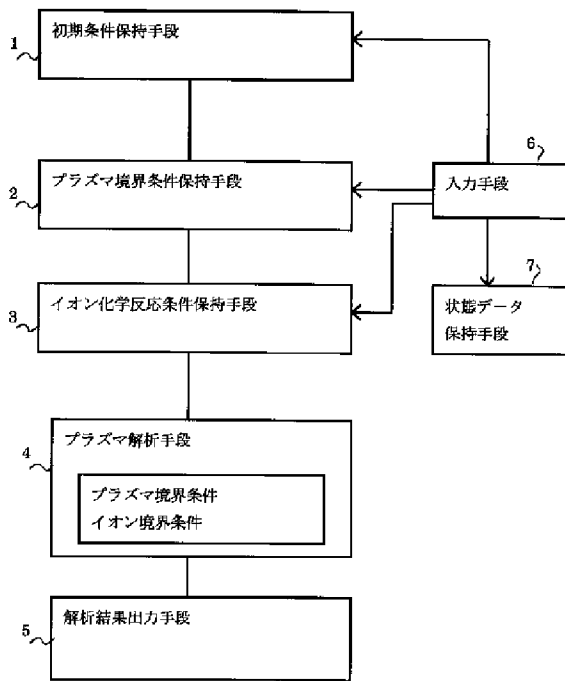 1
初期条件保持手段
6
入力手段
2
プラズマ境界条件保持手段
7
状態データ
保持手段
3
イオン化学反応条件保持手段
4
プラズマ解析手段
プラズマ境界条件
イオン境界条件
5
解析結果出力手段